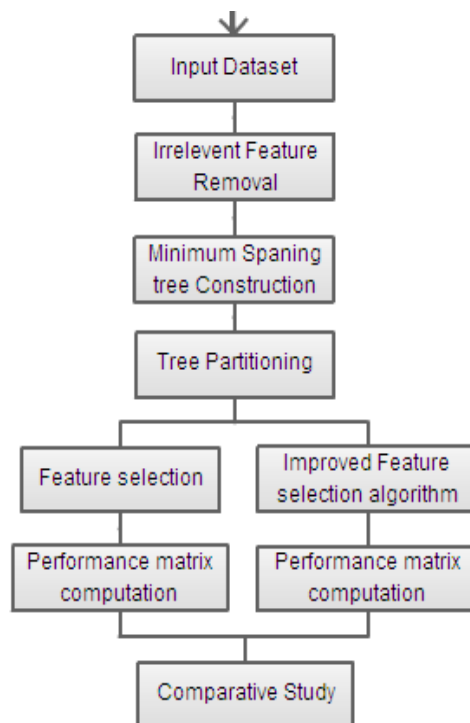 Input Dataset
Irrelevent Feature
Removal
Minimum Spaning
tree Construction
Tree Partitioning
Feature selection
Improved Feature
selection algorithm
Performance matrix
computation
Performance matrix
computation
Comparative Study